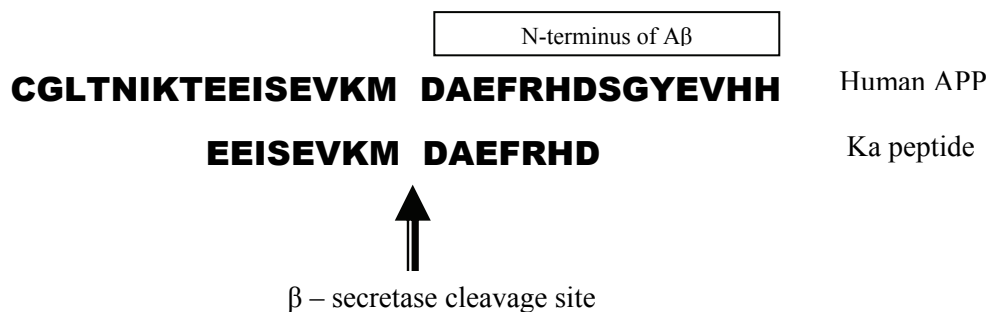 N-terminus of Aβ
CGLTNIKTEEISEVKM DAEFRHDSGYEVHH Human APP
EEISEVKM DAEFRHD Ka peptide
β – secretase cleavage site